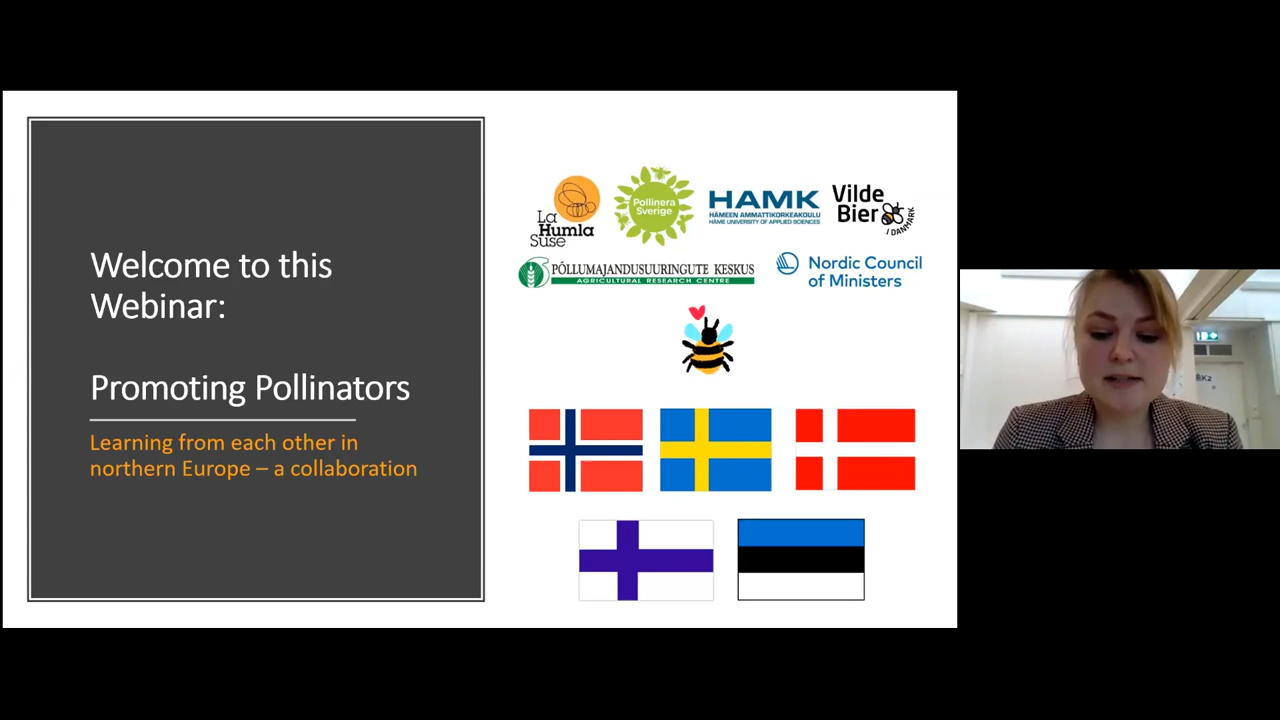 Welcome to this
Webinar:
Promoting Pollinators
Learning from each other in
northern Europe – a collaboration
La
Humla
Suse
Pollinera
Sverige
HAMK
HÄMEEN AMMATTIKORKEAKOULU
HÄME UNIVERSITY OF APPLIED SCIENCES
Vilde
Bier
I DANMARK
PÕLLUMAJANDUSUURINGUTE KESKUS
AGRICULTURAL RESEARCH CENTRE
Nordic Council
of Ministers